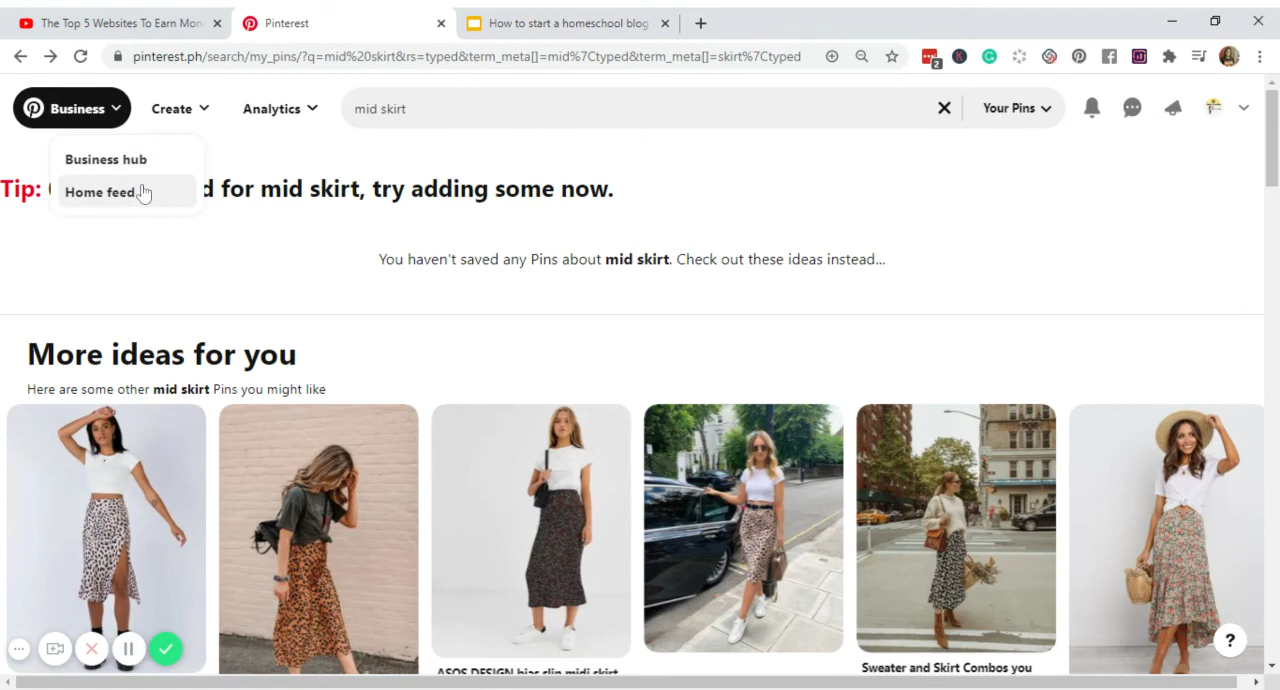 The Top 5 Websites To Earn Mon
Pinterest
How to start a homeschool blog
pinterest.ph/search/my_pins/?q=mid%20skirt&rs=typed&term_meta[]=mid%7Ctyped&term_meta[]=skirt%7Ctyped
2
Business
Create
Analytics
mid skirt
Your Pins
Business hub
Home feed
Tip:
d for mid skirt, try adding some now.
You haven't saved any Pins about mid skirt. Check out these ideas instead...
More ideas for you
Here are some other mid skirt Pins you might like
ASOS DESIGN bias slip midi skirt
Sweater and Skirt Combos you
?